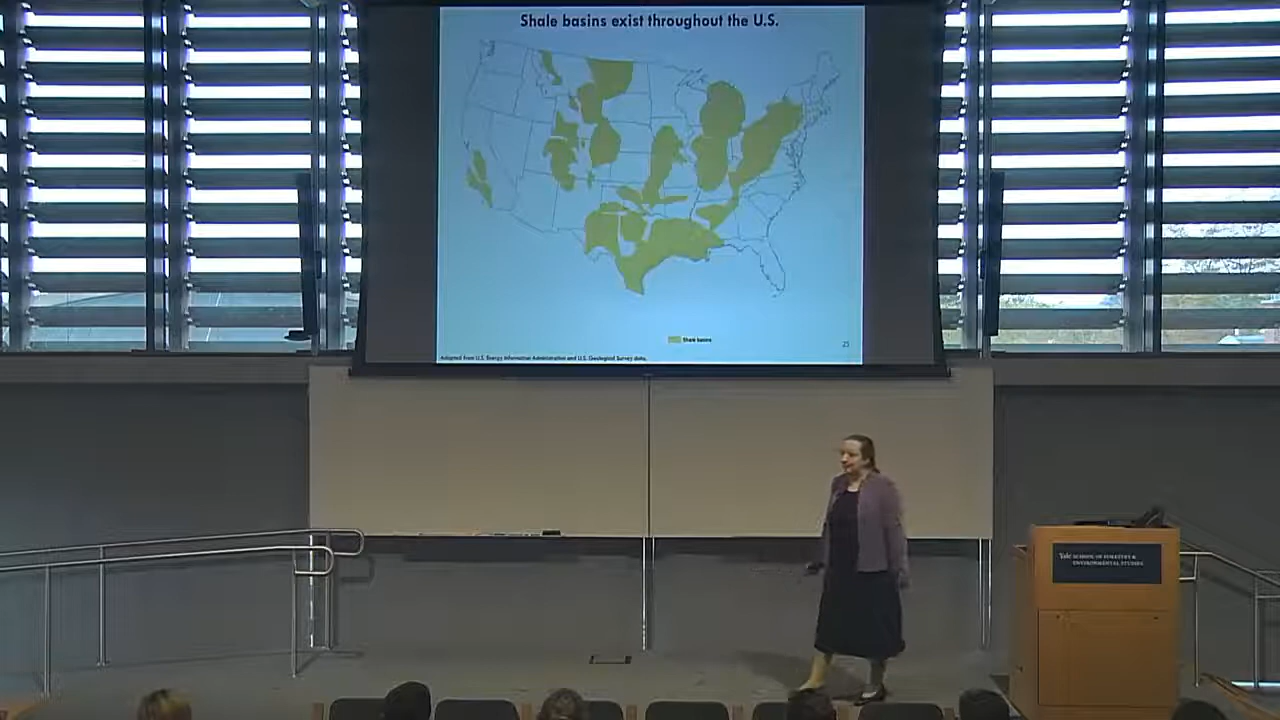 Shale basins exist throughout the U.S.
Shale basins
25
Adapted from U.S. Energy Information Administration and U.S. Geological Survey data.
Yale SCHOOL OF FORESTRY &
ENVIRONMENTAL STUDIES